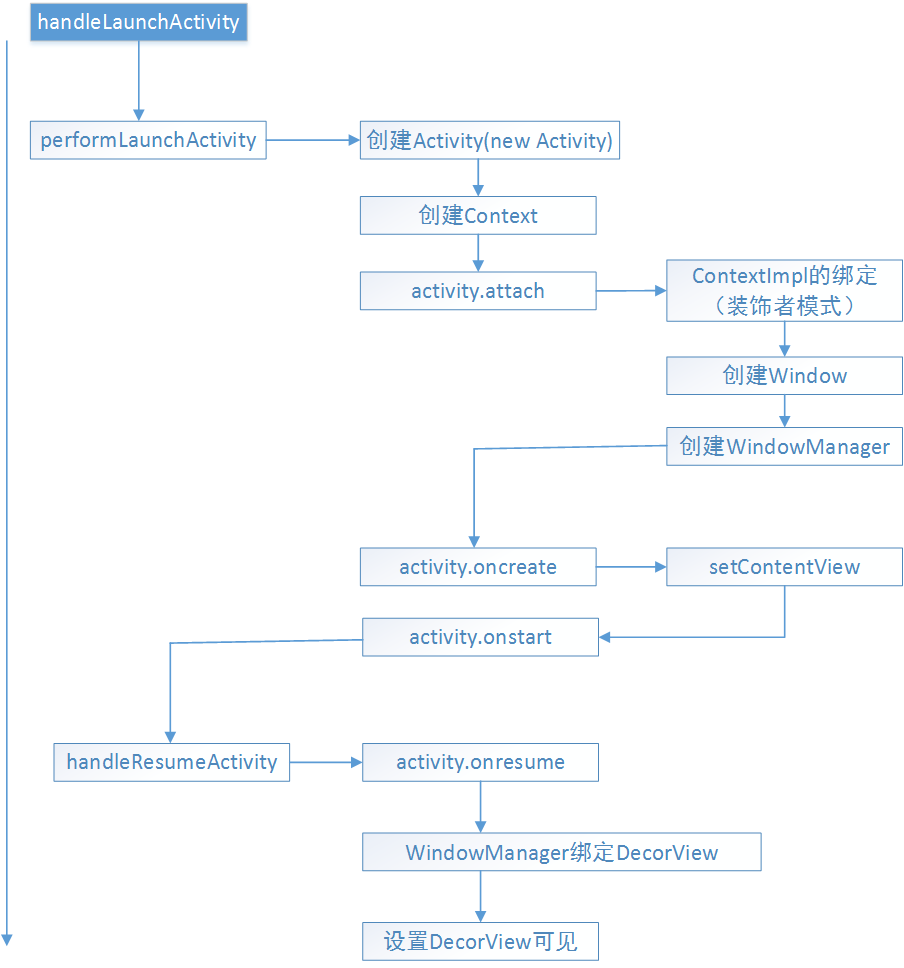 handleLaunchActivity
performLaunchActivity
创建Activity(new Activity)
创建Context
activity.attach
ContextImpl的绑定
（装饰者模式）
创建Window
创建WindowManager
activity.oncreate
setContentView
activity.onstart
handleResumeActivity
activity.onresume
WindowManager绑定DecorView
设置DecorView可见